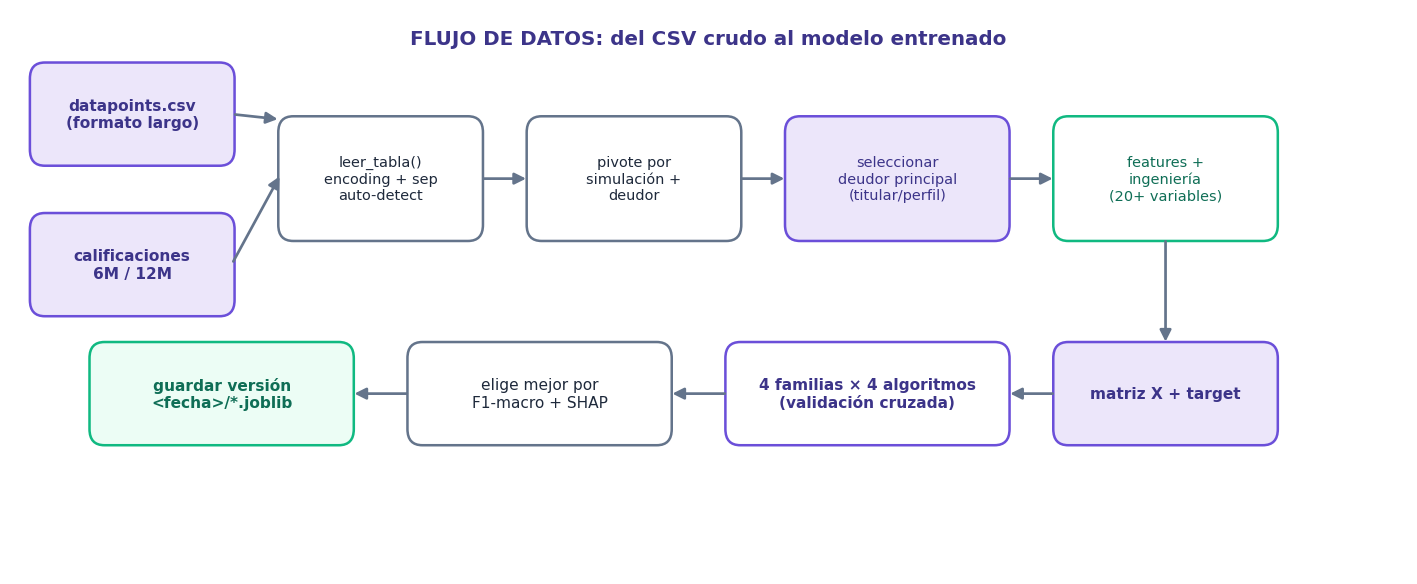 FLUJO DE DATOS: del CSV crudo al modelo entrenado
datapoints.csv
(formato largo)
calificaciones
6M / 12M
leer_tabla()
encoding + sep
auto-detect
pivote por
simulación +
deudor
seleccionar
deudor principal
(titular/perfil)
features +
ingeniería
(20+ variables)
matriz X + target
4 familias × 4 algoritmos
(validación cruzada)
elige mejor por
F1-macro + SHAP
guardar versión
<fecha>/*.joblib